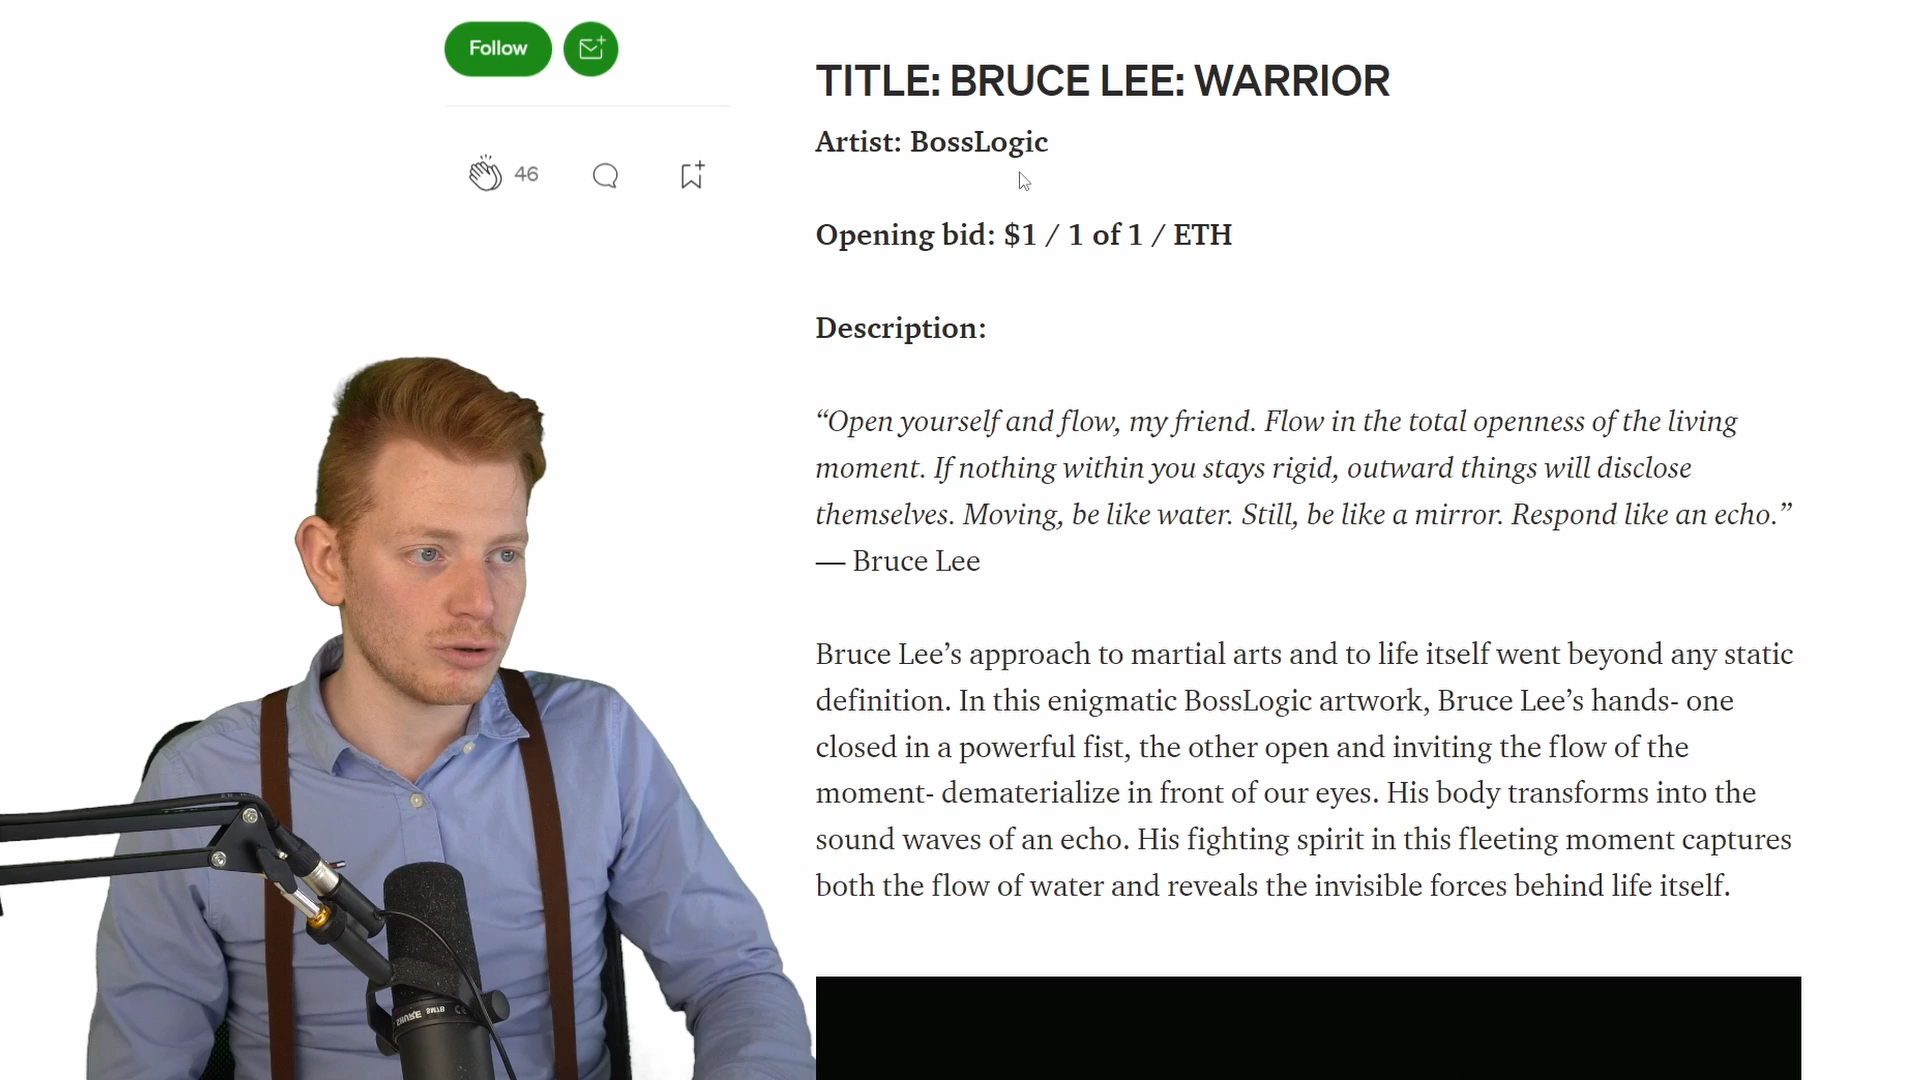 Follow
46
TITLE: BRUCE LEE: WARRIOR
Artist: BossLogic
Opening bid: $1 / 1 of 1 / ETH
Description:
“Open yourself and flow, my friend. Flow in the total openness of the living
moment. If nothing within you stays rigid, outward things will disclose
themselves. Moving, be like water. Still, be like a mirror. Respond like an echo.”
— Bruce Lee
Bruce Lee’s approach to martial arts and to life itself went beyond any static
definition. In this enigmatic BossLogic artwork, Bruce Lee’s hands- one
closed in a powerful fist, the other open and inviting the flow of the
moment- dematerialize in front of our eyes. His body transforms into the
sound waves of an echo. His fighting spirit in this fleeting moment captures
both the flow of water and reveals the invisible forces behind life itself.
SHURE SM7B